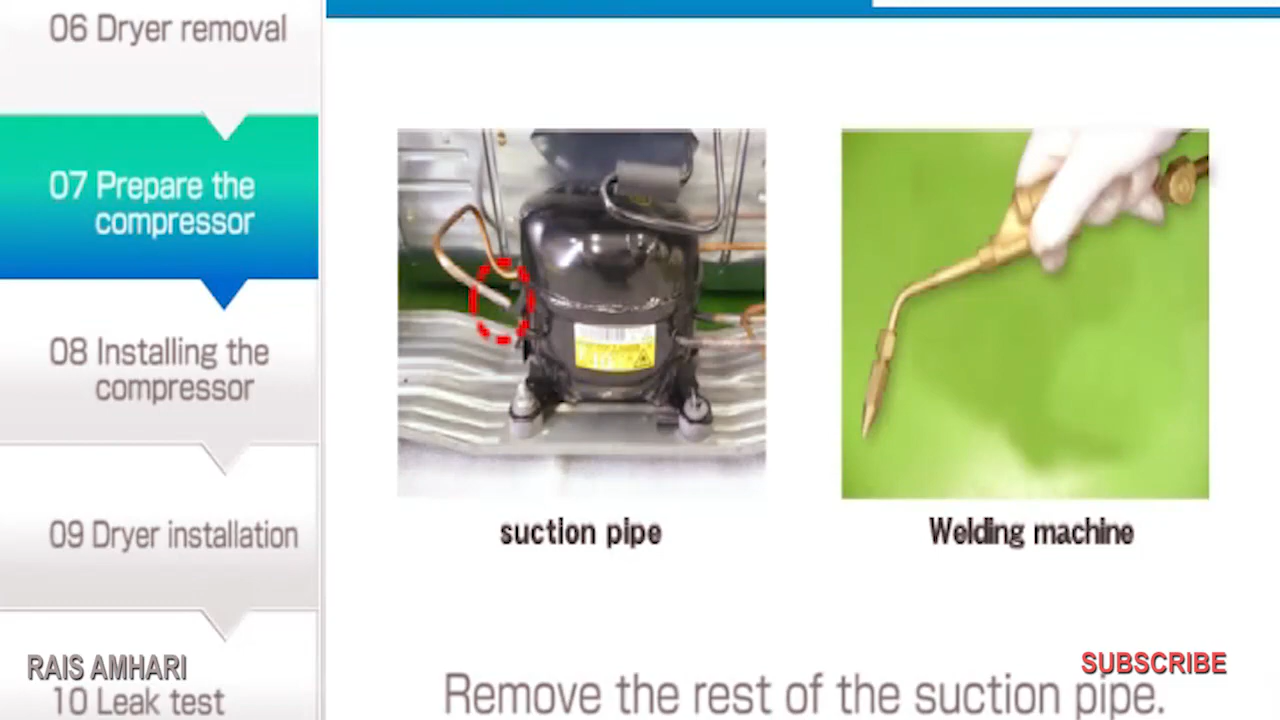 06 Dryer removal
07 Prepare the
compressor
08 Installing the
compressor
09 Dryer installation
RAIS AMHARI
10 Leak test
suction pipe
Welding machine
SUBSCRIBE
Remove the rest of the suction pipe.